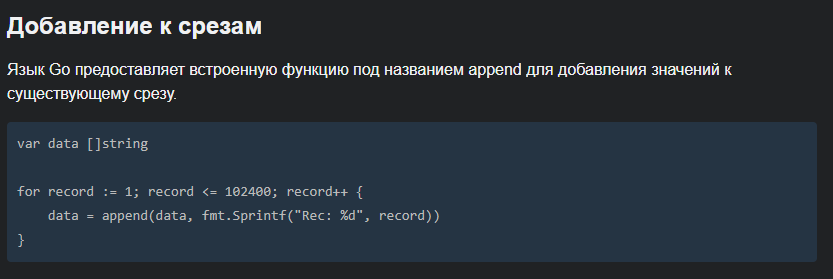 Добавление к срезам
Язык Go предоставляет встроенную функцию под названием append для добавления значений к
существующему срезу.
var data []string
for record := 1; record <= 102400; record++ {
    data = append(data, fmt.Sprintf("Rec: %d", record))
}